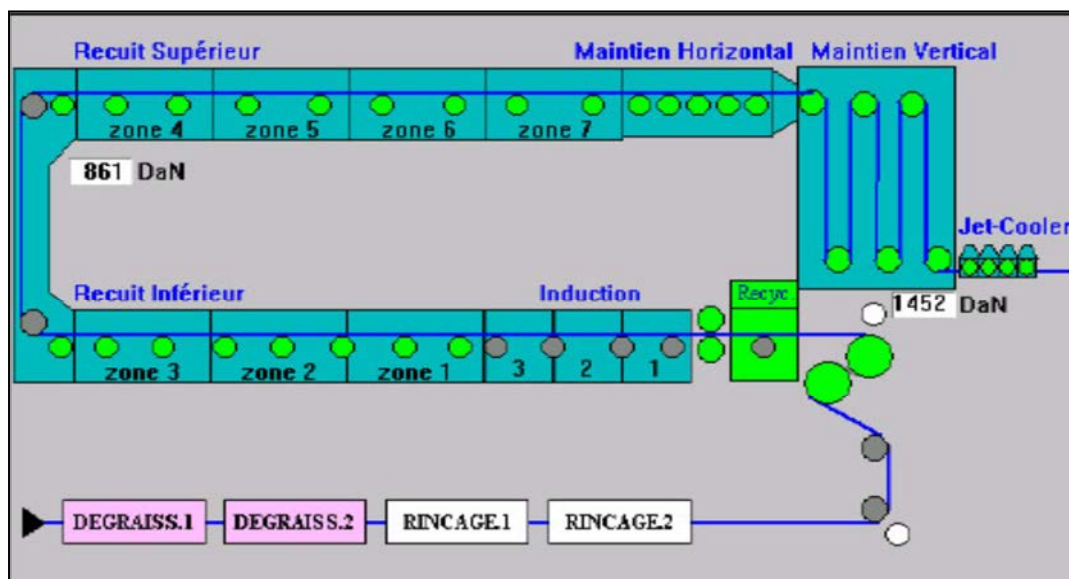 Recuit Supérieur
Maintien Horizontal
Maintien Vertical
zone 4
zone 5
zone 6
zone 7
861 DaN
Jet-Cooler
Recuit Inférieur
Induction
Recyc.
1452 DaN
zone 3
zone 2
zone 1
3
2
1
DEGRAISS.1
DEGRAISS.2
RINCAGE.1
RINCAGE.2